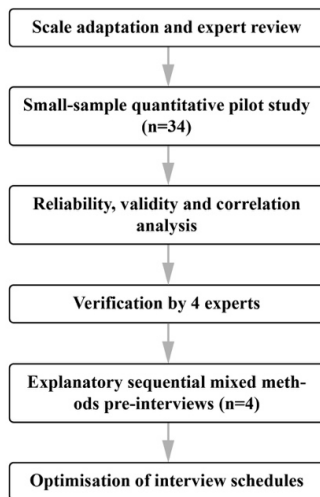 Scale adaptation and expert review
Small-sample quantitative pilot study
(n=34)
Reliability, validity and correlation
analysis
Verification by 4 experts
Explanatory sequential mixed meth-
ods pre-interviews (n=4)
Optimisation of interview schedules